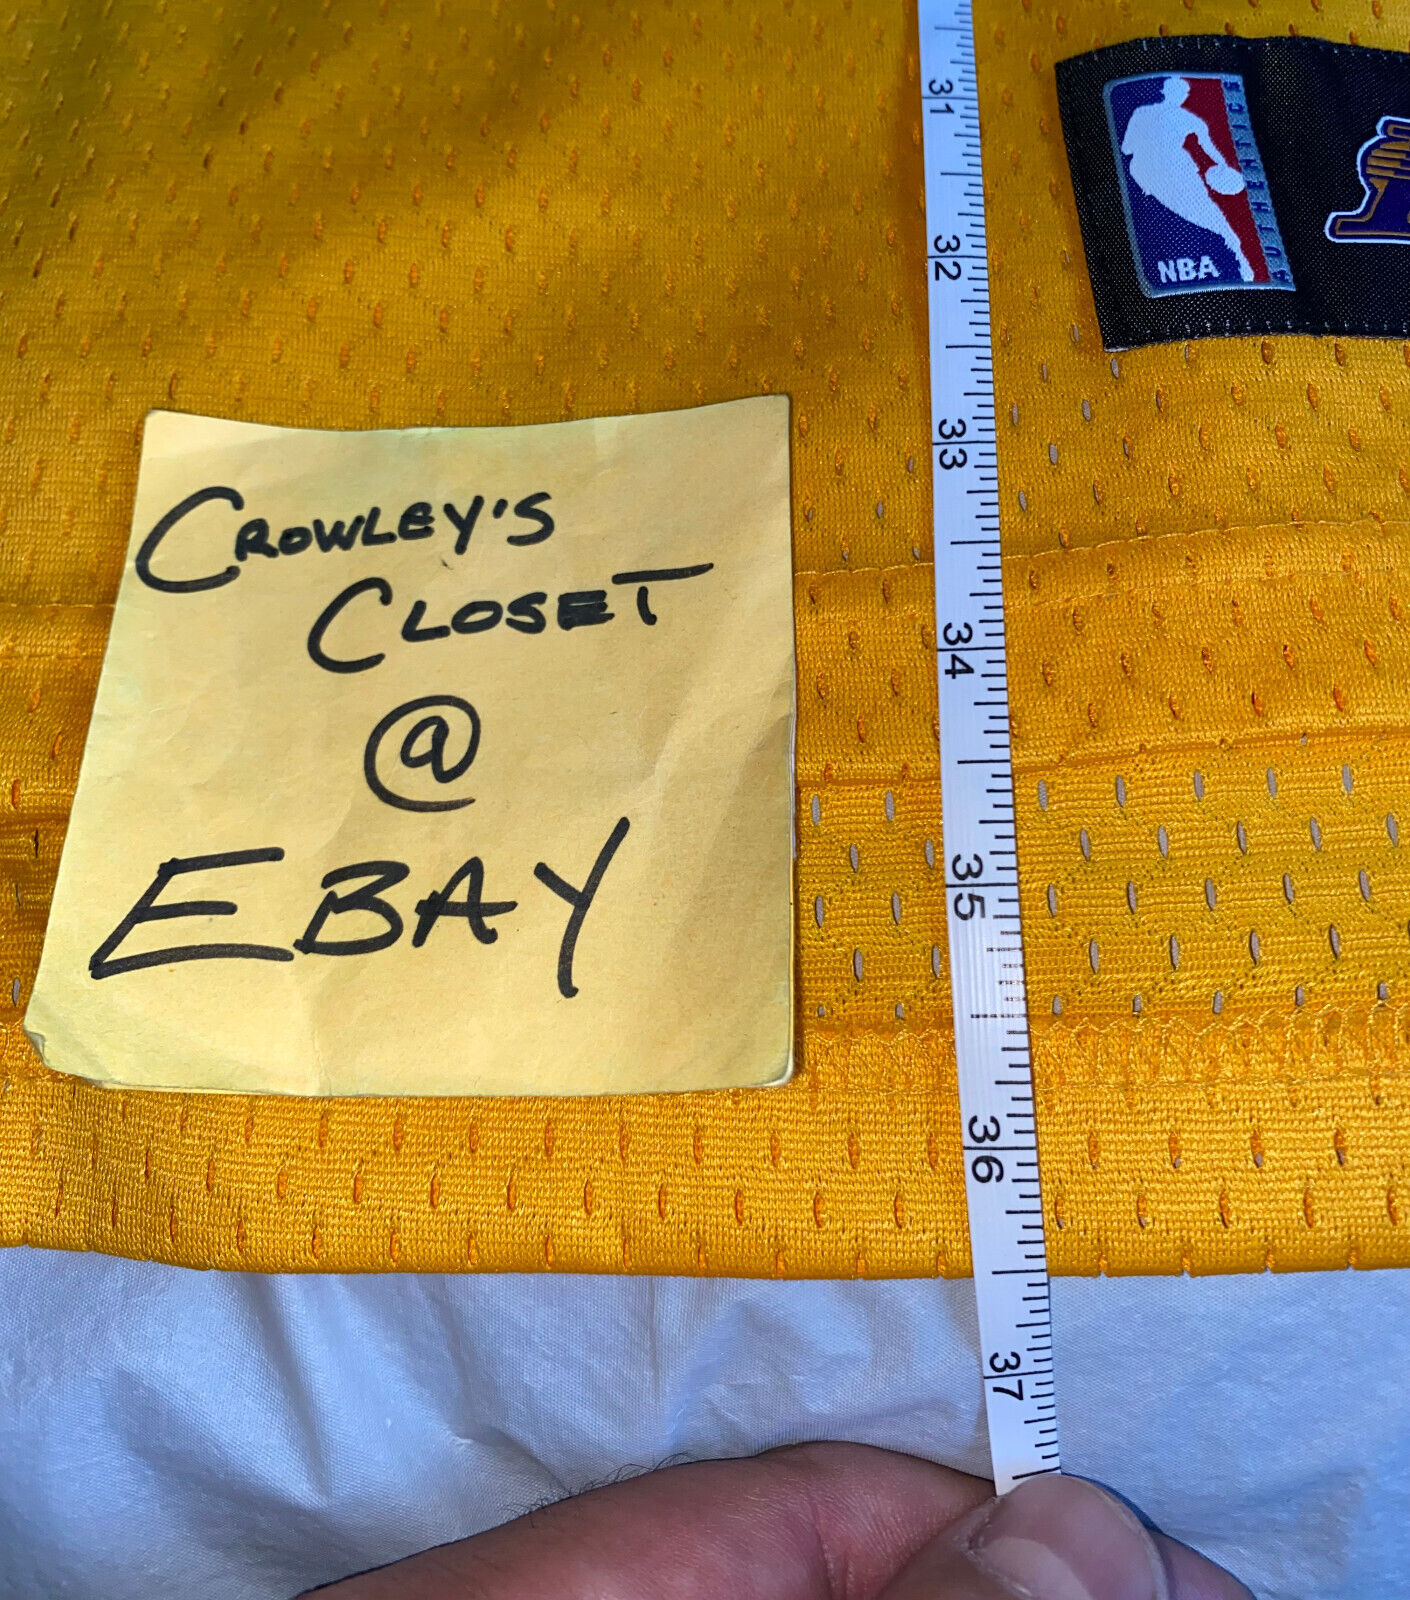 CROWLEY'S
CLOSET
@
EBAY
31
32
33
34
35
36
37
NBA
AUTHENTICS